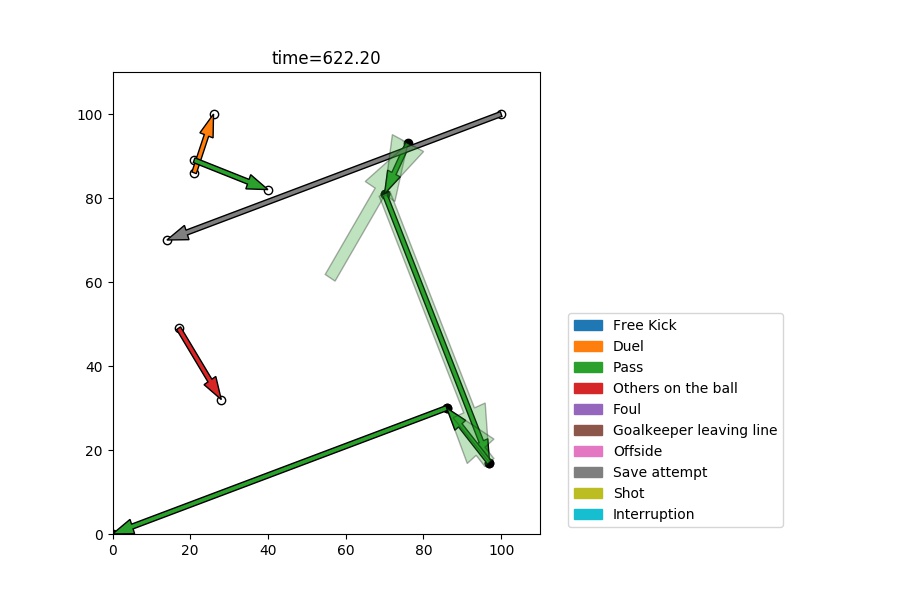 time=622.20
100
80
60
40
20
0
0 20 40 60 80 100
Free Kick
Duel
Pass
Others on the ball
Foul
Goalkeeper leaving line
Offside
Save attempt
Shot
Interruption